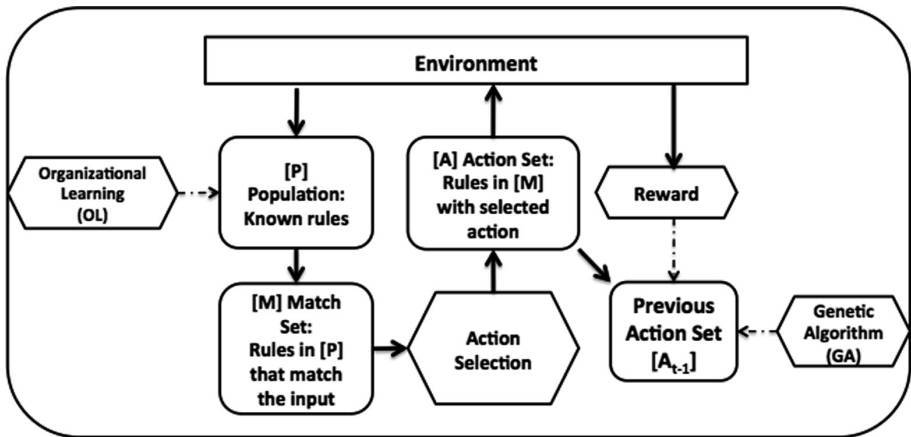 Environment
Organizational
Learning
(OL)
[P]
Population:
Known rules
[A] Action Set:
Rules in [M]
with selected
action
Reward
[M] Match
Set:
Rules in [P]
that match
the input
Action
Selection
Previous
Action Set
[At-1]
Genetic
Algorithm
(GA)